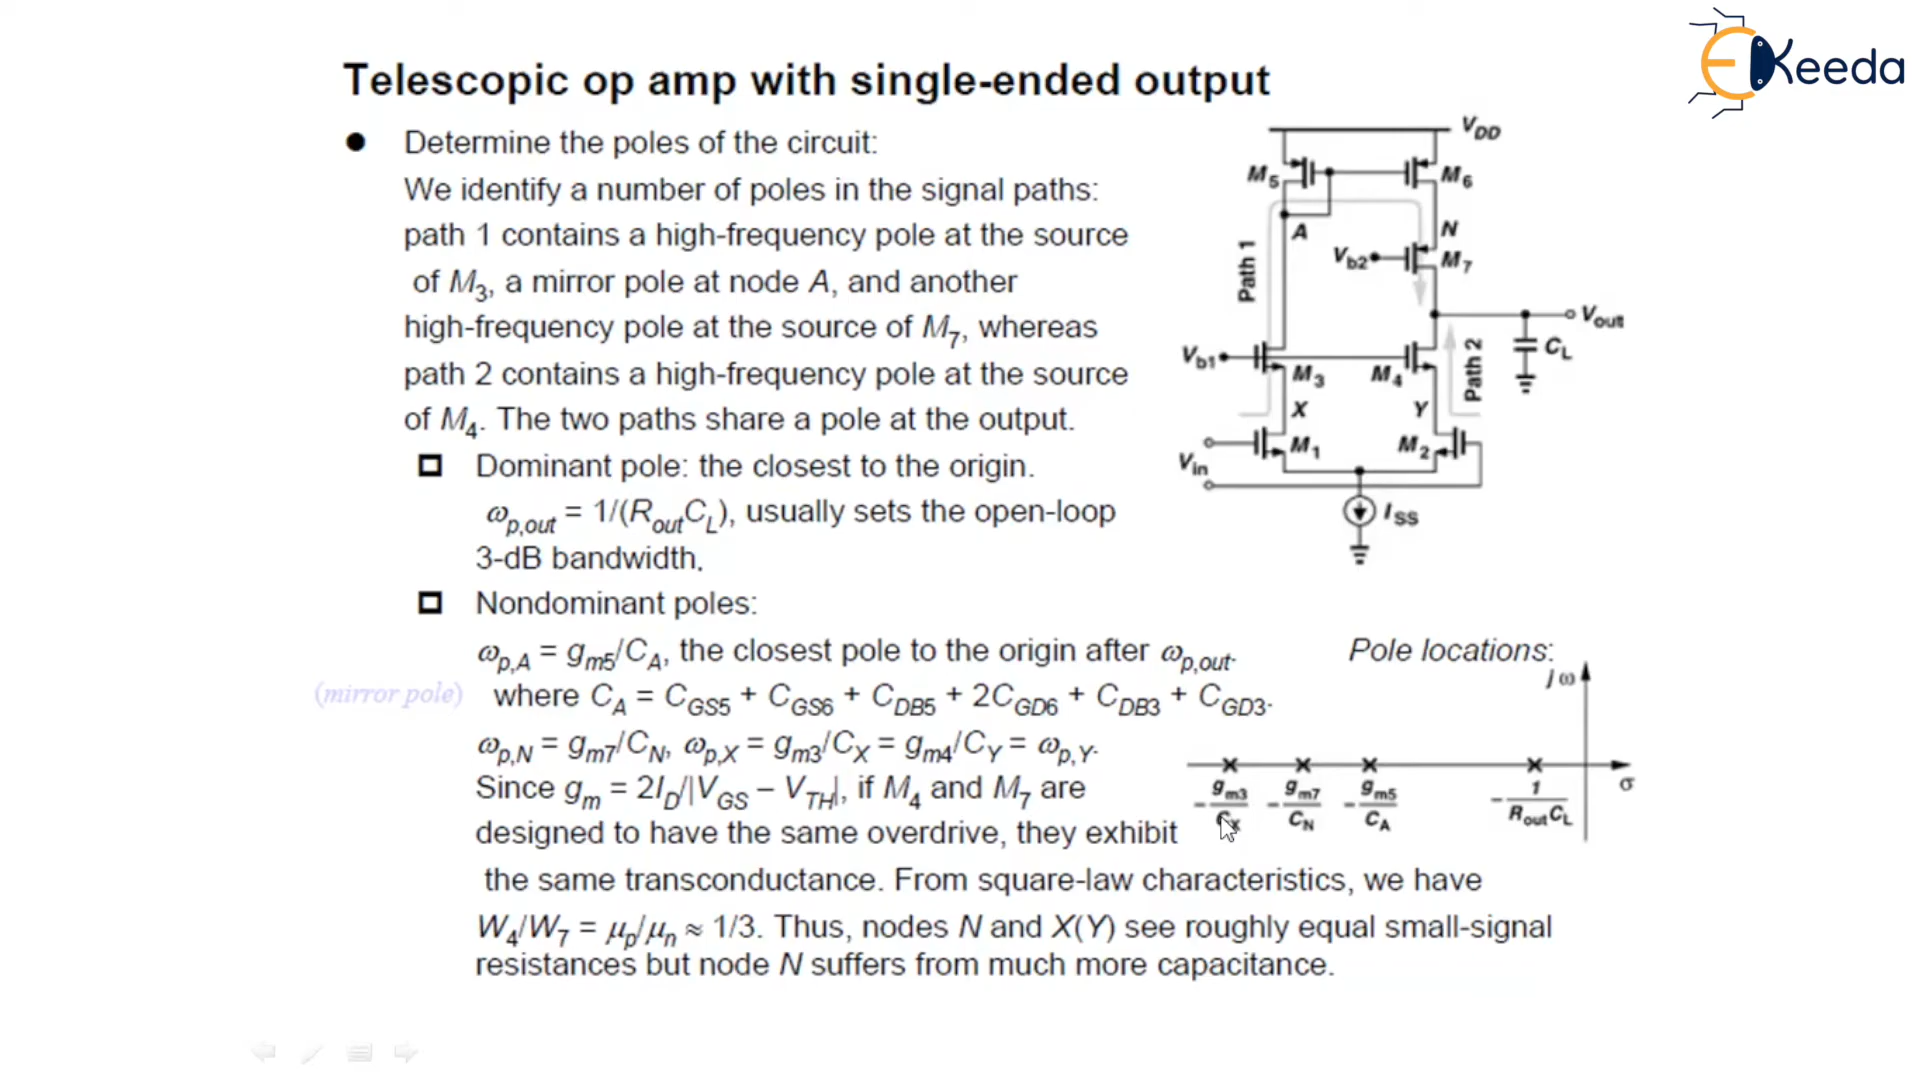 EKeeda
Telescopic op amp with single-ended output
● Determine the poles of the circuit:
We identify a number of poles in the signal paths:
path 1 contains a high-frequency pole at the source
of M3, a mirror pole at node A, and another
high-frequency pole at the source of M7, whereas
path 2 contains a high-frequency pole at the source
of M4. The two paths share a pole at the output.
Dominant pole: the closest to the origin.
ωp,out = 1/(RoutCL), usually sets the open-loop
3-dB bandwidth.
Nondominant poles:
ωp,A = gm5/CA, the closest pole to the origin after ωp,out.
(mirror pole) where CA = CGS5 + CGS6 + CDB5 + 2CGD6 + CDB3 + CGD3.
ωp,N = gm7/CN, ωp,X = gm3/CX = gm4/CY = ωp,Y.
Since gm = 2ID/|VGS – VTH|, if M4 and M7 are
designed to have the same overdrive, they exhibit
the same transconductance. From square-law characteristics, we have
W4/W7 = μp/μn ≈ 1/3. Thus, nodes N and X(Y) see roughly equal small-signal
resistances but node N suffers from much more capacitance.
VDD
M5 M6
A N
Path 1
Vb2 M7
Vout
CL
Vb1 M3 M4
Path 2
X Y
M1 M2
Vin
ISS
Pole locations:
jω
σ
- gm3/CX - gm7/CN - gm5/CA - 1/RoutCL